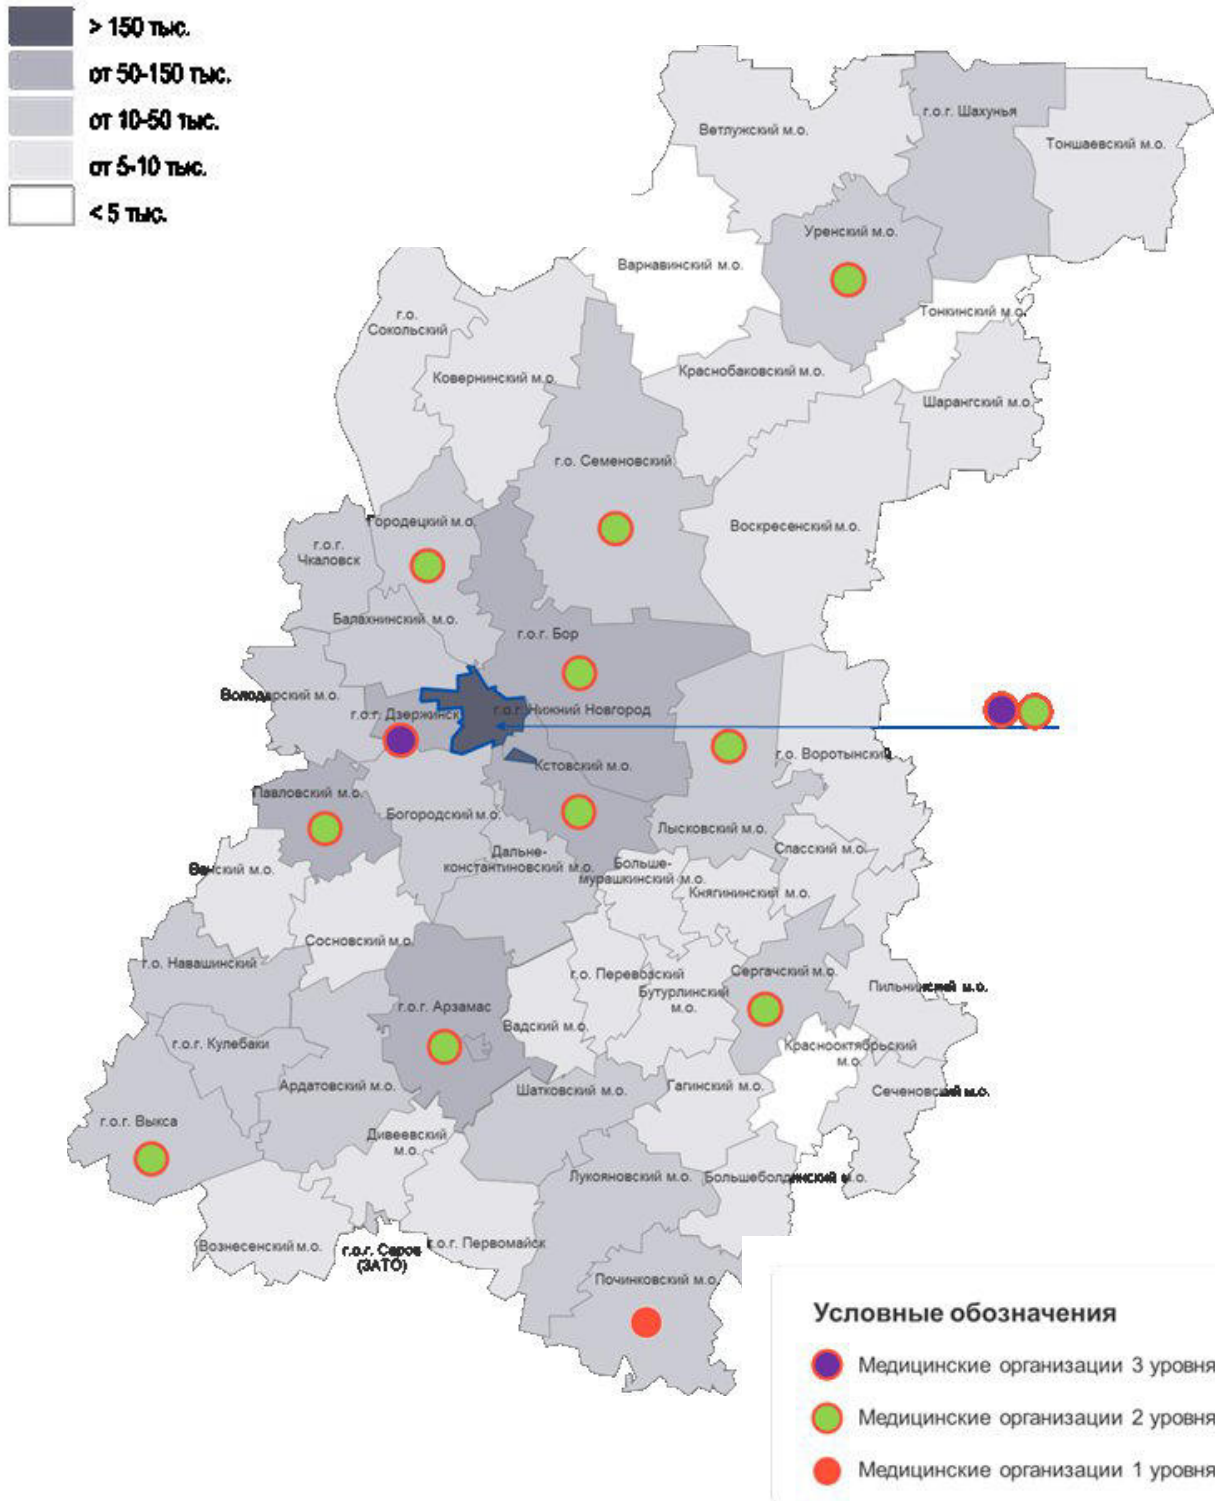 > 150 тыс.
от 50-150 тыс.
от 10-50 тыс.
от 5-10 тыс.
< 5 тыс.
Ветлужский м.о.
г.о.г. Шахунья
Тоншаевский м.о.
Уренский м.о.
Варнавинский м.о.
Тонкинский м.о.
г.о.
Сокольский
Ковернинский м.о.
Краснобаковский м.о.
Шарангский м.о.
г.о. Семеновский
Городецкий м.о.
Воскресенский м.о.
г.о.г.
Чкаловск
Балахнинский м.о.
г.о.г. Бор
Володарский м.о.
г.о.г. Дзержинск
г.о.г. Нижний Новгород
Кстовский м.о.
г.о. Воротынский
Павловский м.о.
Богородский м.о.
Лысковский м.о.
Спасский м.о.
Дальне-
константиновский м.о.
Больше-
мурашкинский м.о.
Вачский м.о.
Княгининский м.о.
Сосновский м.о.
г.о. Навашинский
г.о. Перевозский
Бутурлинский
м.о.
Сергачский м.о.
Пильнинский м.о.
г.о.г. Арзамас
Вадский м.о.
г.о.г. Кулебаки
Краснооктябрьский
м.о.
Ардатовский м.о.
Шатковский м.о.
Гагинский м.о.
Сеченовский м.о.
г.о.г. Выкса
Дивеевский
м.о.
Лукояновский м.о.
Большеболдинский м.о.
Вознесенский м.о.
г.о.г. Саров
(ЗАТО)
г.о.г. Первомайск
Починковский м.о.
Условные обозначения
Медицинские организации 3 уровня
Медицинские организации 2 уровня
Медицинские организации 1 уровня